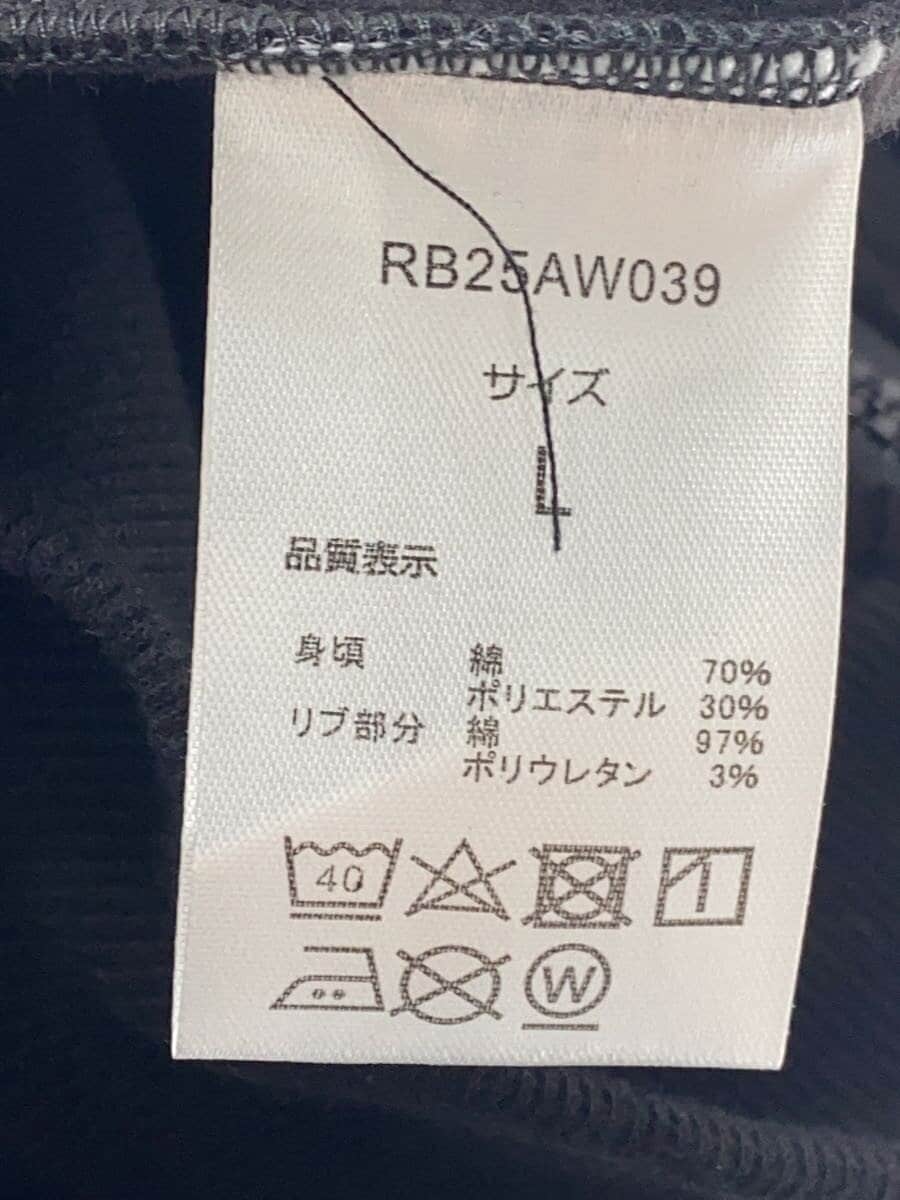 RB25AW039
サイズ
L
品質表示
身頃 綿 70%
ポリエステル 30%
リブ部分 綿 97%
ポリウレタン 3%
40
W